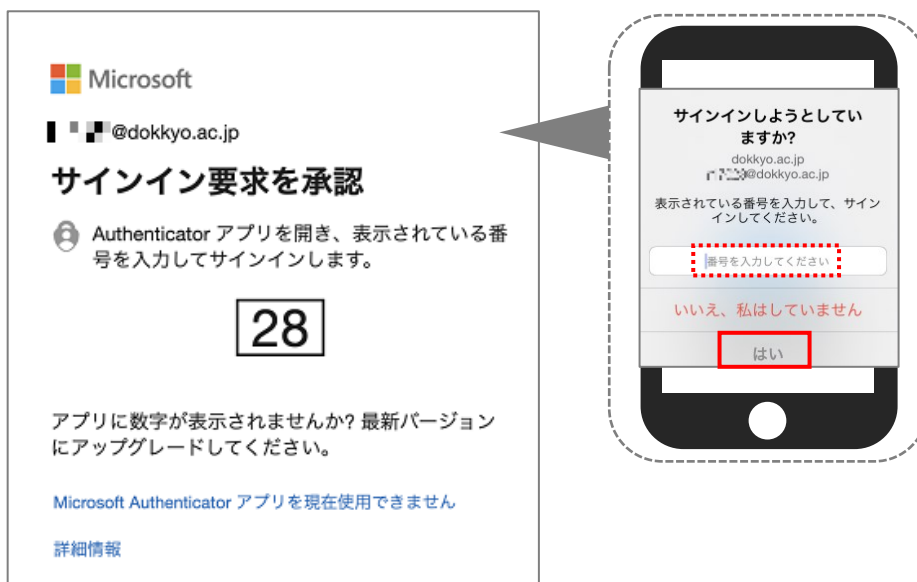 Microsoft
@dokkyo.ac.jp
サインイン要求を承認
Authenticator アプリを開き、表示されている番
号を入力してサインインします。
28
アプリに数字が表示されませんか? 最新バージョン
にアップグレードしてください。
Microsoft Authenticator アプリを現在使用できません
詳細情報
サインインしようとしてい
ますか?
dokkyo.ac.jp
@dokkyo.ac.jp
表示されている番号を入力して、サイン
インしてください。
番号を入力してください
いいえ、私はしていません
はい